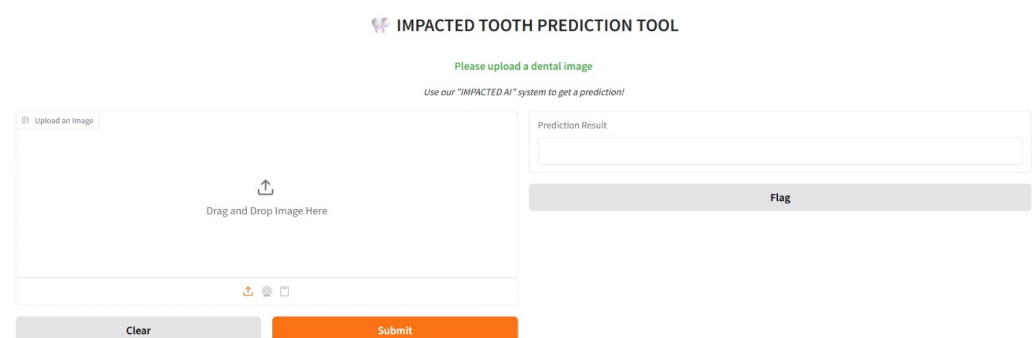 IMPACTED TOOTH PREDICTION TOOL
Please upload a dental image
Use our "IMPACTED AI" system to get a prediction!
Upload an Image
Drag and Drop Image Here
Clear
Submit
Prediction Result
Flag